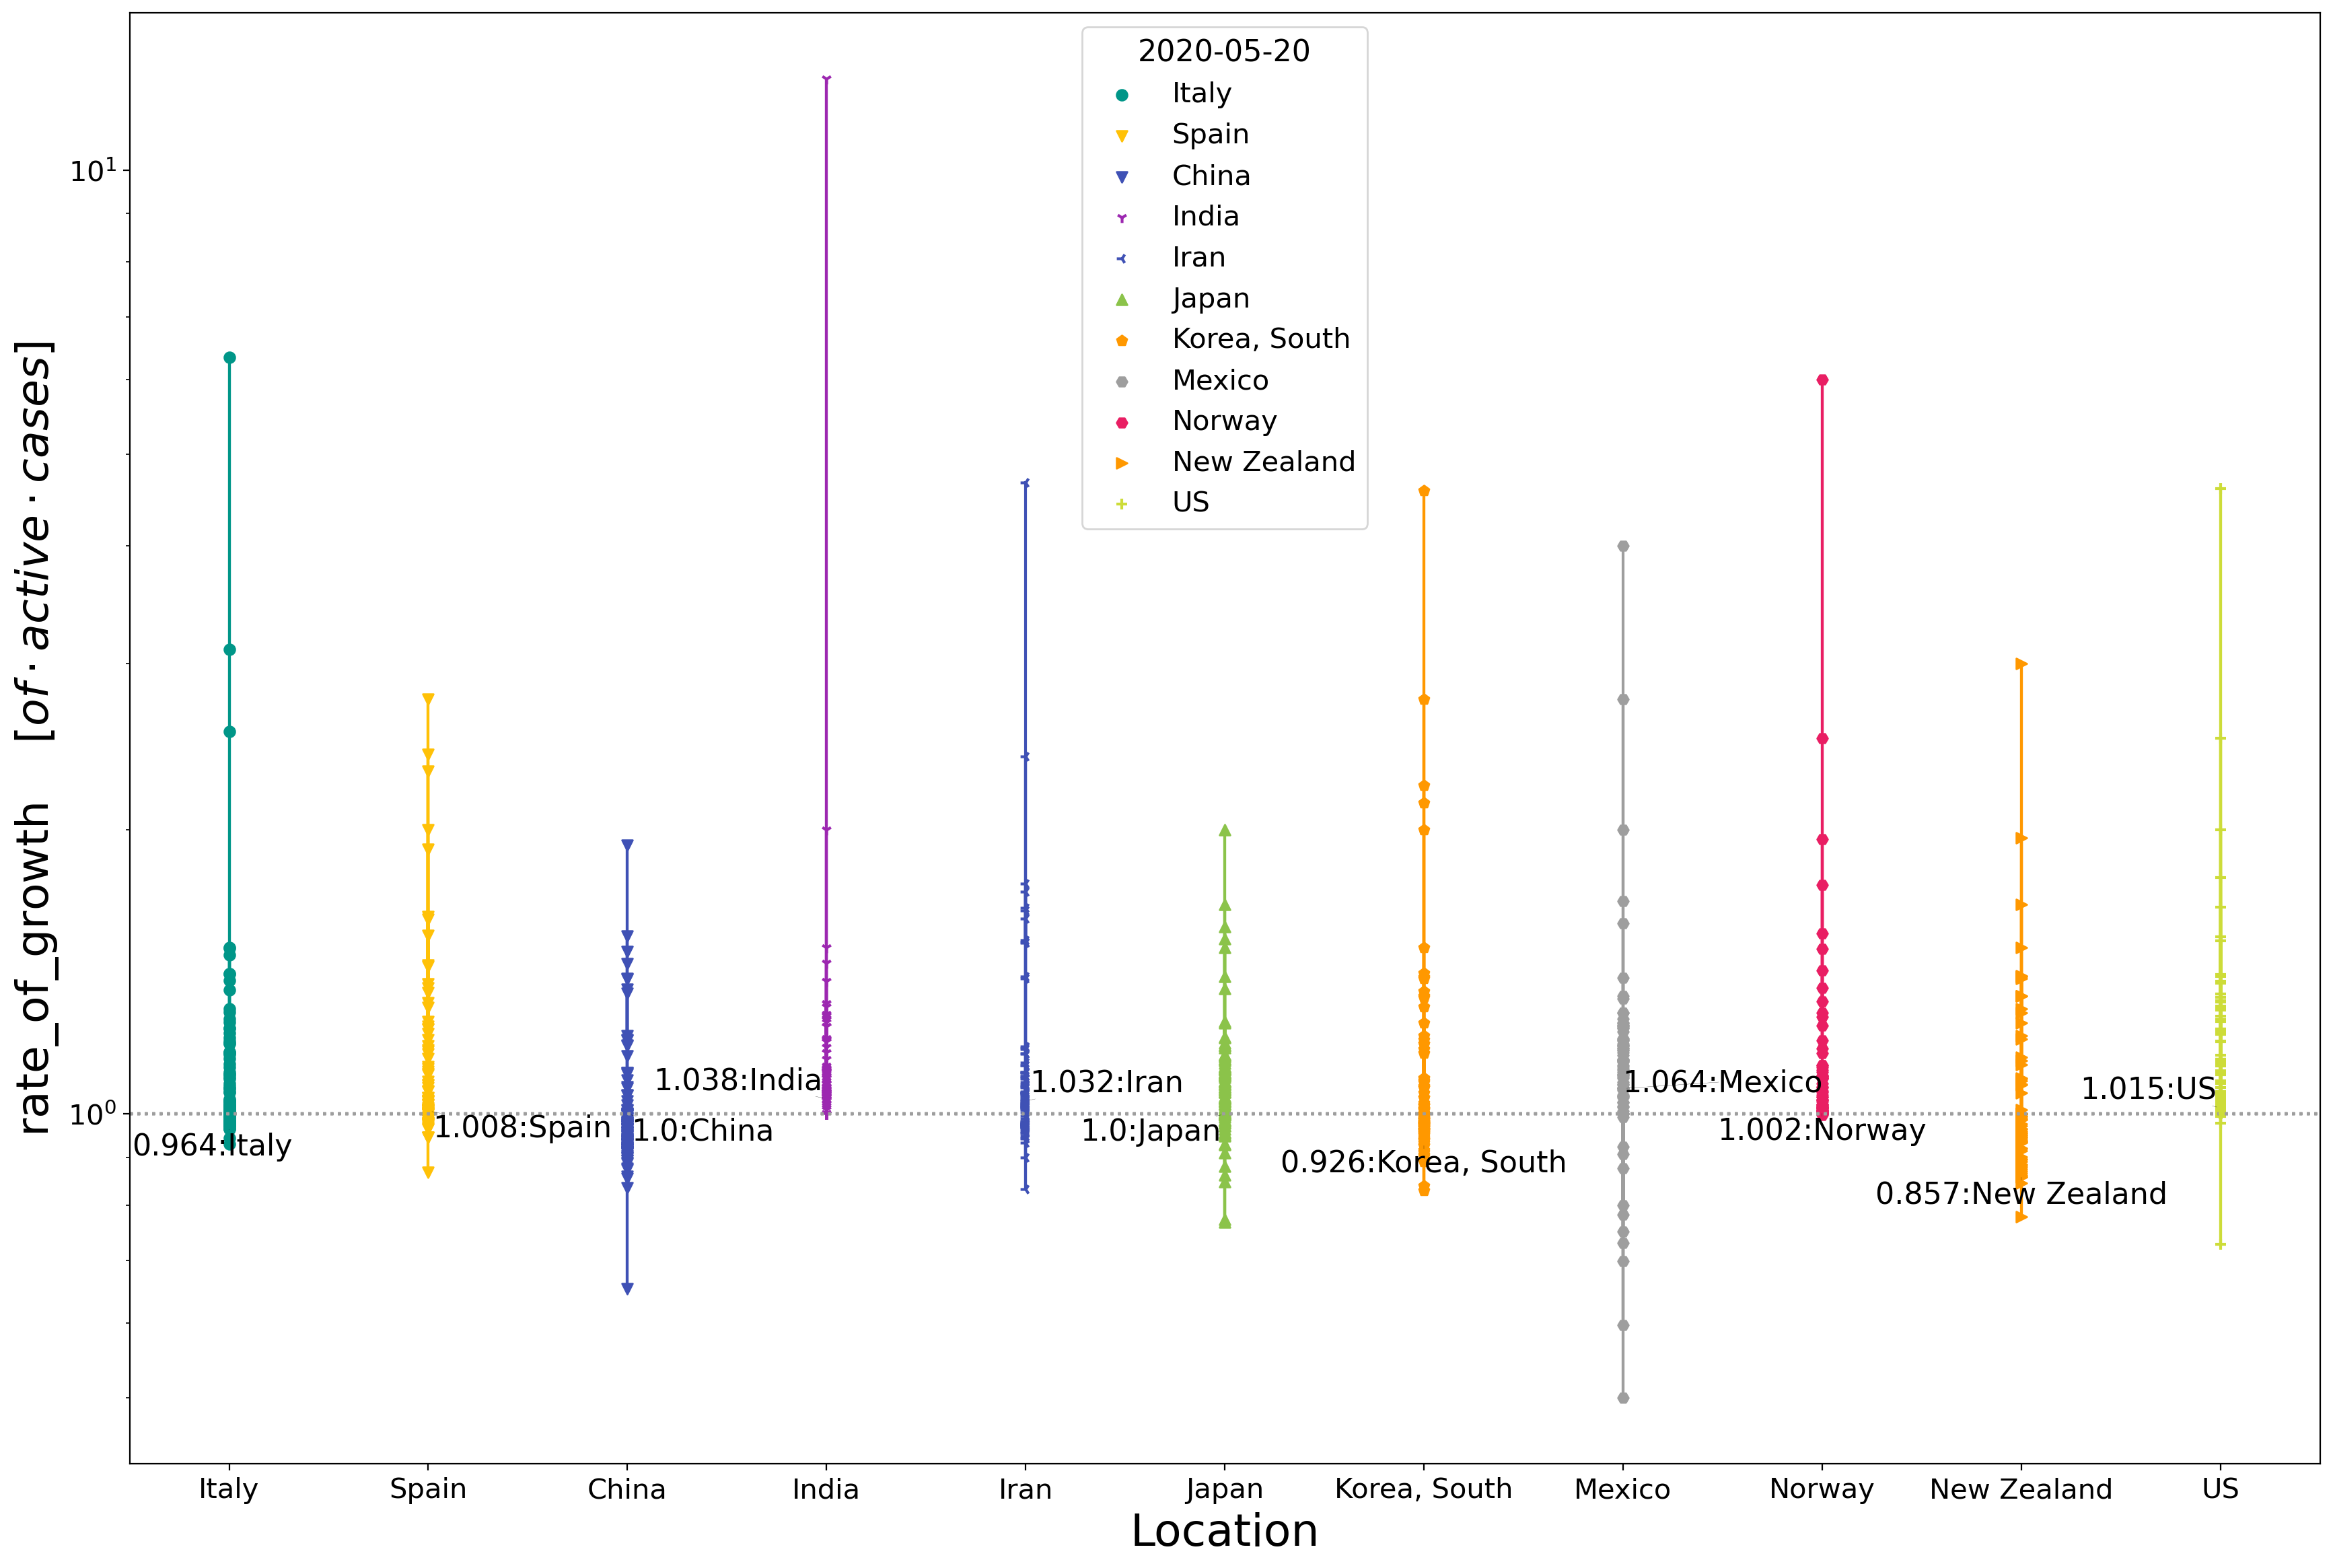 2020-05-20
Italy
Spain
China
India
Iran
Japan
Korea, South
Mexico
Norway
New Zealand
US
10¹
10⁰
rate_of_growth [of·active·cases]
1.038:India
1.032:Iran
1.064:Mexico
1.015:US
0.964:Italy
1.008:Spain
1.0:China
1.0:Japan
1.002:Norway
0.926:Korea, South
0.857:New Zealand
Italy Spain China India Iran Japan Korea, South Mexico Norway New Zealand US
Location